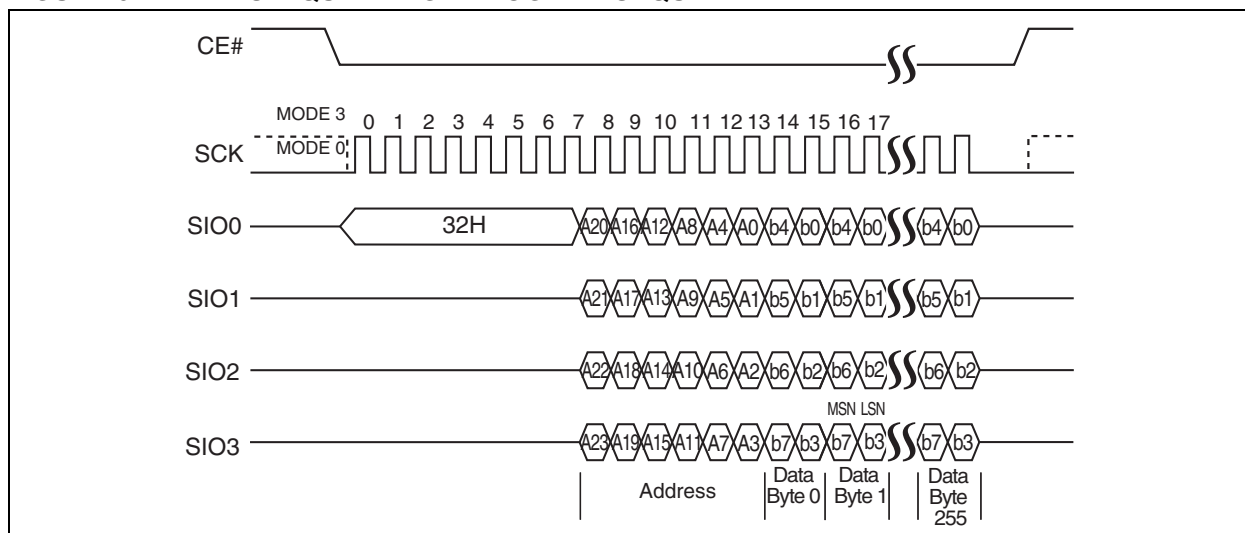 CE#
MODE 3 0 1 2 3 4 5 6 7 8 9 10 11 12 13 14 15 16 17
SCK MODE 0
SIO0 32H A20 A16 A12 A8 A4 A0 b4 b0 b4 b0 b4 b0
SIO1 A21 A17 A13 A9 A5 A1 b5 b1 b5 b1 b5 b1
SIO2 A22 A18 A14 A10 A6 A2 b6 b2 b6 b2 b6 b2
MSN LSN
SIO3 A23 A19 A15 A11 A7 A3 b7 b3 b7 b3 b7 b3
Address Data Byte 0 Data Byte 1 Data Byte 255